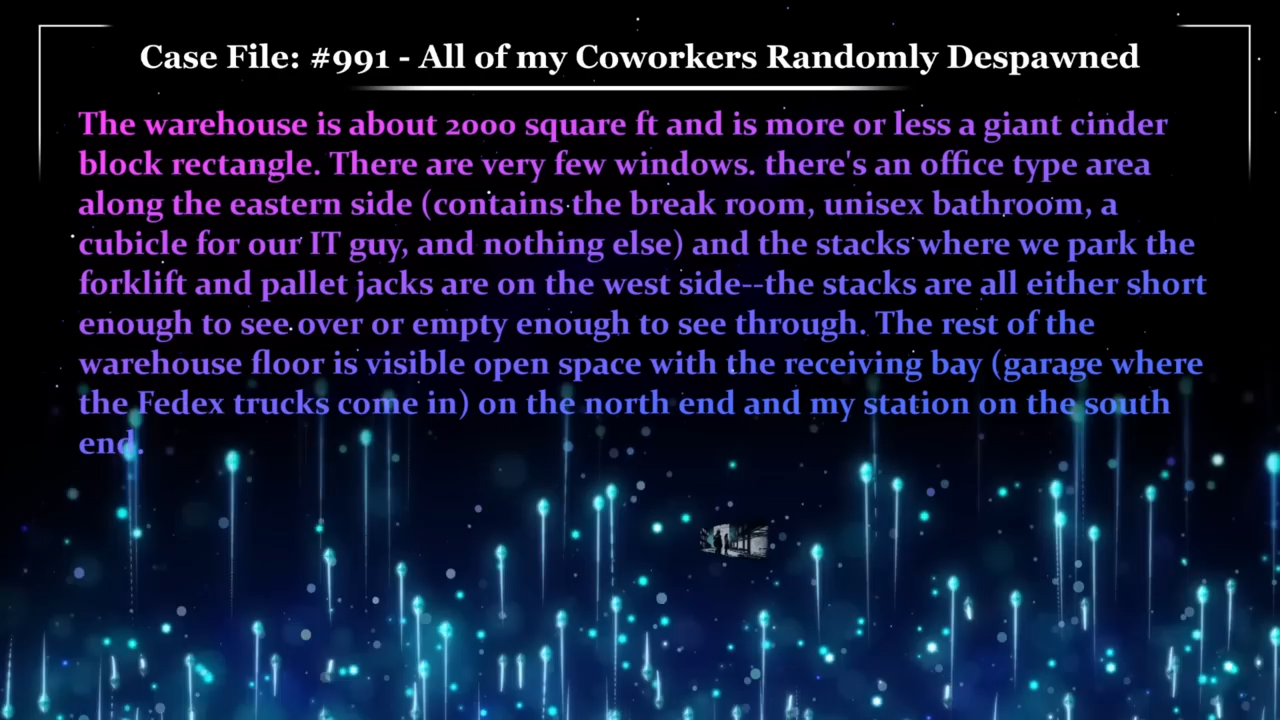 Case File: #991 - All of my Coworkers Randomly Despawned
The warehouse is about 2000 square ft and is more or less a giant cinder
block rectangle. There are very few windows. there's an office type area
along the eastern side (contains the break room, unisex bathroom, a
cubicle for our IT guy, and nothing else) and the stacks where we park the
forklift and pallet jacks are on the west side--the stacks are all either short
enough to see over or empty enough to see through. The rest of the
warehouse floor is visible open space with the receiving bay (garage where
the Fedex trucks come in) on the north end and my station on the south
end.